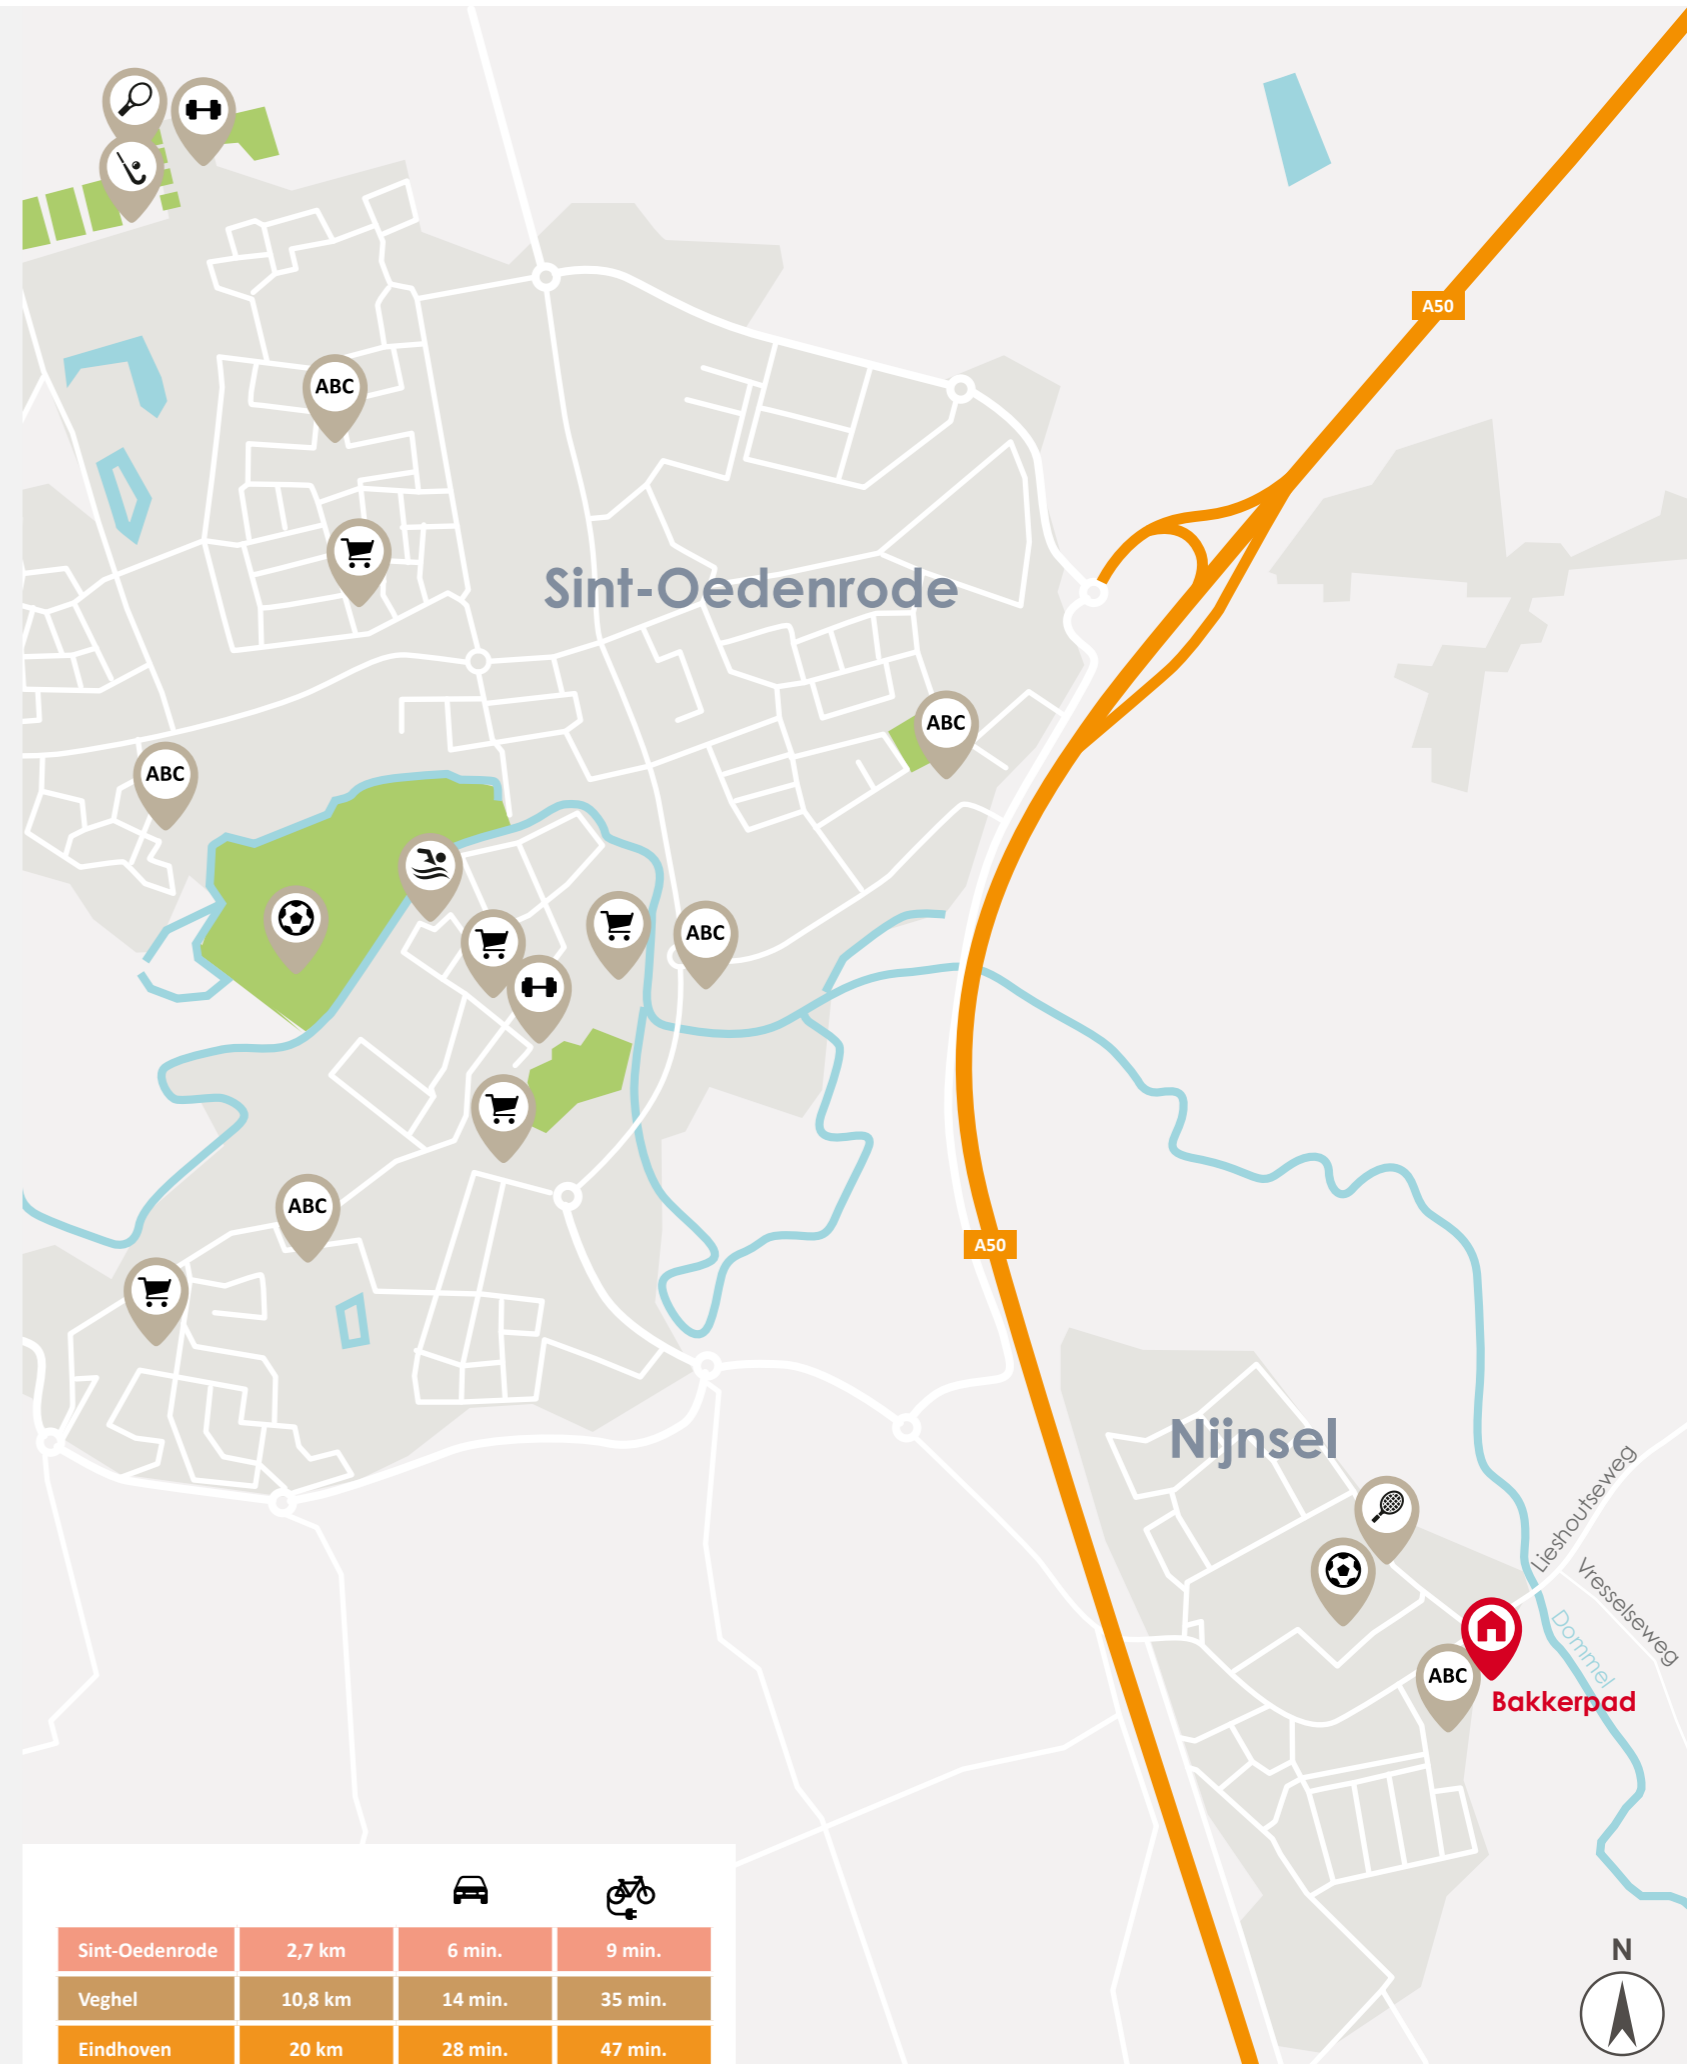 A50
ABC
Sint-Oedenrode
ABC
ABC
ABC
ABC
A50
Nijnsel
Lieshoutseweg
Vresselseweg
Dommel
ABC
Bakkerpad
N
Sint-Oedenrode 2,7 km 6 min. 9 min.
Veghel 10,8 km 14 min. 35 min.
Eindhoven 20 km 28 min. 47 min.